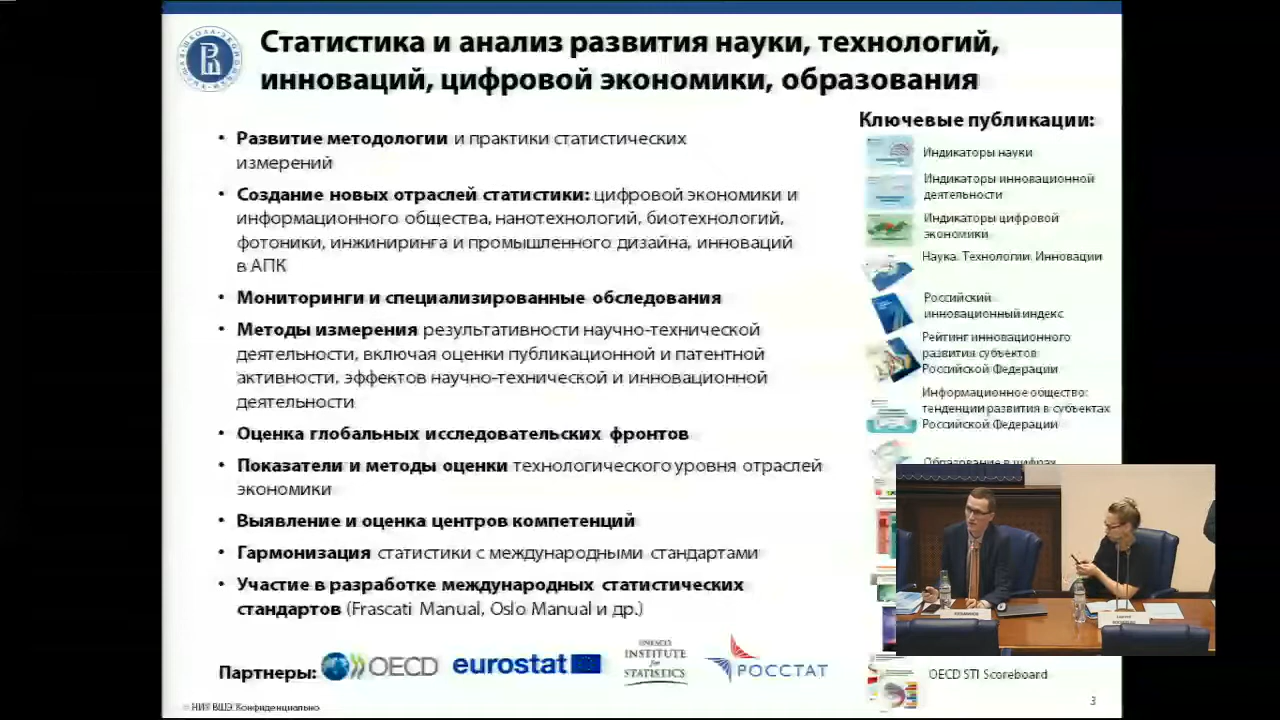 Статистика и анализ развития науки, технологий,
инноваций, цифровой экономики, образования
• Развитие методологии и практики статистических
измерений
• Создание новых отраслей статистики: цифровой экономики и
информационного общества, нанотехнологий, биотехнологий,
фотоники, инжиниринга и промышленного дизайна, инноваций
в АПК
• Мониторинги и специализированные обследования
• Методы измерения результативности научно-технической
деятельности, включая оценки публикационной и патентной
активности, эффектов научно-технической и инновационной
деятельности
• Оценка глобальных исследовательских фронтов
• Показатели и методы оценки технологического уровня отраслей
экономики
• Выявление и оценка центров компетенций
• Гармонизация статистики с международными стандартами
• Участие в разработке международных статистических
стандартов (Frascati Manual, Oslo Manual и др.)
Партнеры:
OECD
eurostat
UNESCO
INSTITUTE
for
STATISTICS
РОССТАТ
Ключевые публикации:
Индикаторы науки
Индикаторы инновационной
деятельности
Индикаторы цифровой
экономики
Наука. Технологии. Инновации
Российский
инновационный индекс
Рейтинг инновационного
развития субъектов
Российской Федерации
Информационное общество:
тенденции развития в субъектах
Российской Федерации
Образование в цифрах
OECD STI Scoreboard
НИУ ВШЭ. Конфиденциально
3